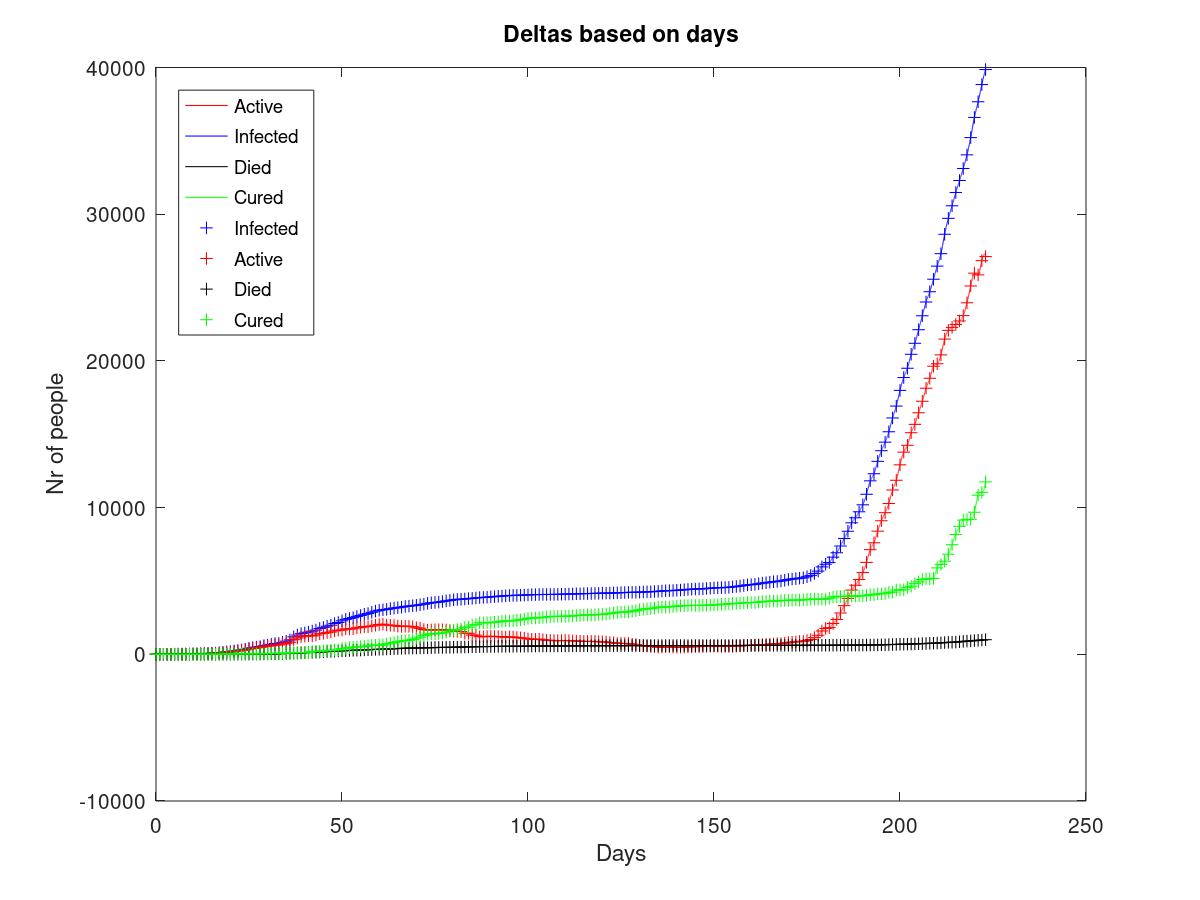 Deltas based on days
40000
30000
20000
10000
0
-10000
Nr of people
Active
Infected
Died
Cured
Infected
Active
Died
Cured
0 50 100 150 200 250
Days